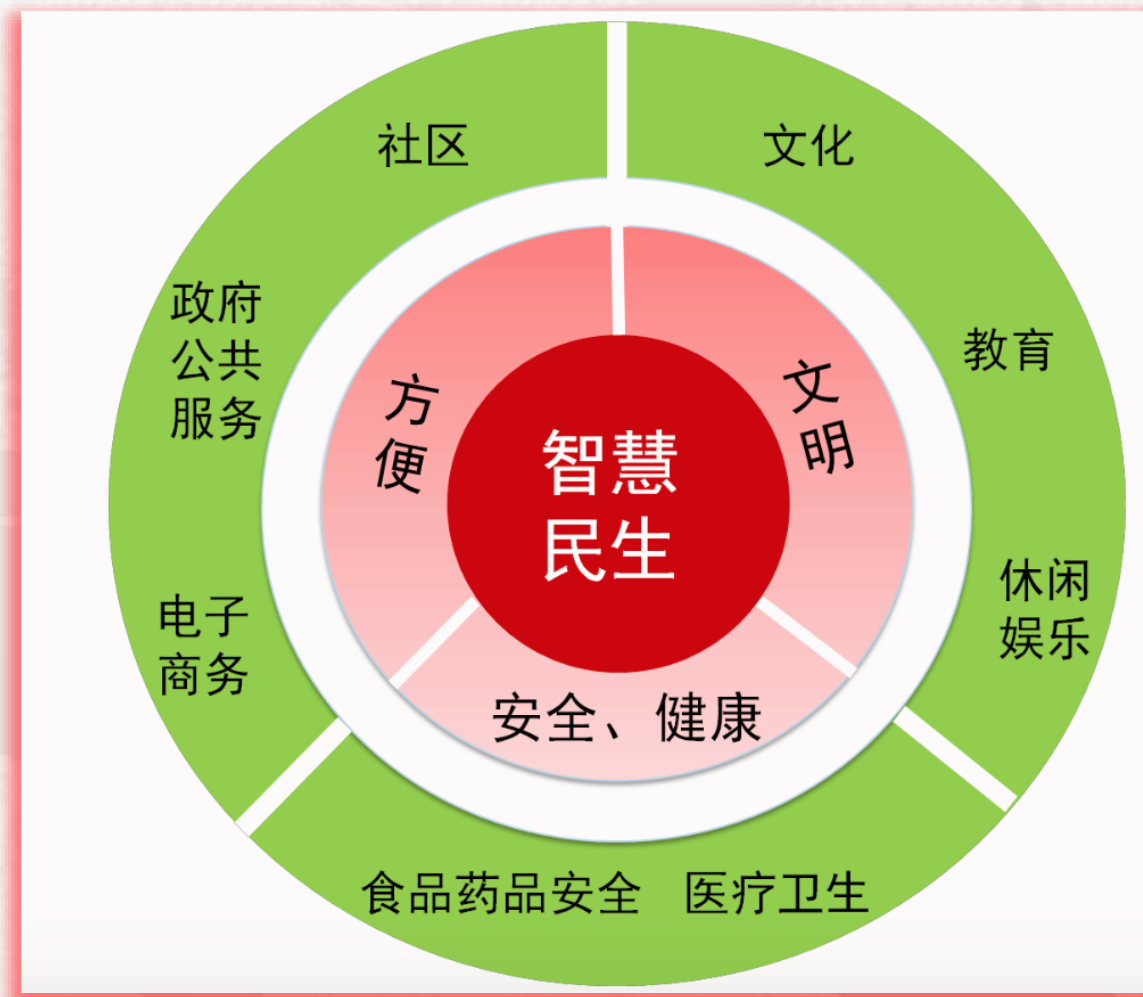 社区
文化
政府
公共
服务
教育
方
便
文
明
智慧
民生
休闲
娱乐
电子
商务
安全、健康
食品药品安全 医疗卫生